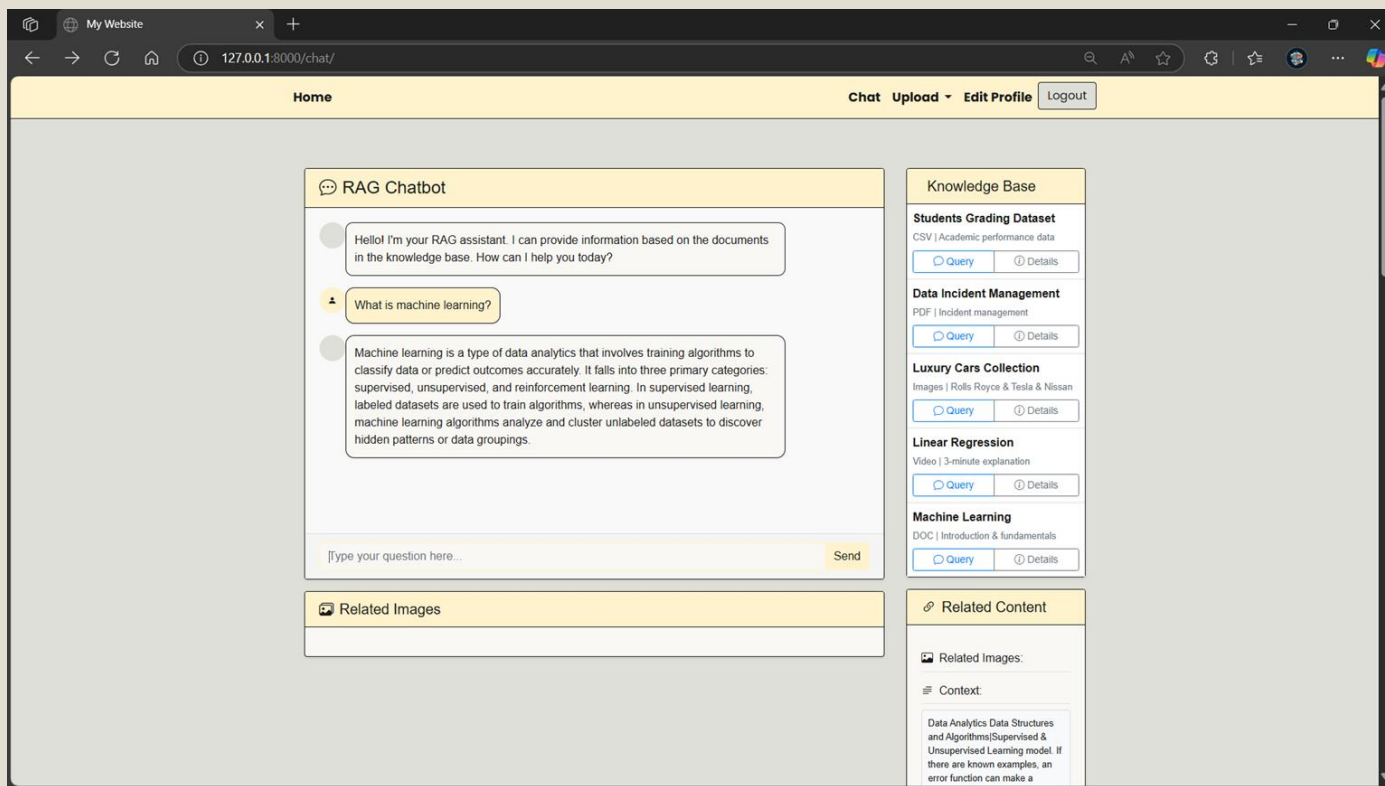 My Website
127.0.0.1:8000/chat/
Home
Chat Upload Edit Profile Logout
RAG Chatbot
Hello! I'm your RAG assistant. I can provide information based on the documents
in the knowledge base. How can I help you today?
What is machine learning?
Machine learning is a type of data analytics that involves training algorithms to
classify data or predict outcomes accurately. It falls into three primary categories:
supervised, unsupervised, and reinforcement learning. In supervised learning,
labeled datasets are used to train algorithms, whereas in unsupervised learning,
machine learning algorithms analyze and cluster unlabeled datasets to discover
hidden patterns or data groupings.
Type your question here...
Send
Related Images
Knowledge Base
Students Grading Dataset
CSV | Academic performance data
Query Details
Data Incident Management
PDF | Incident management
Query Details
Luxury Cars Collection
Images | Rolls Royce & Tesla & Nissan
Query Details
Linear Regression
Video | 3-minute explanation
Query Details
Machine Learning
DOC | Introduction & fundamentals
Query Details
Related Content
Related Images:
Context:
Data Analytics Data Structures
and Algorithms|Supervised &
Unsupervised Learning model. If
there are known examples, an
error function can make a